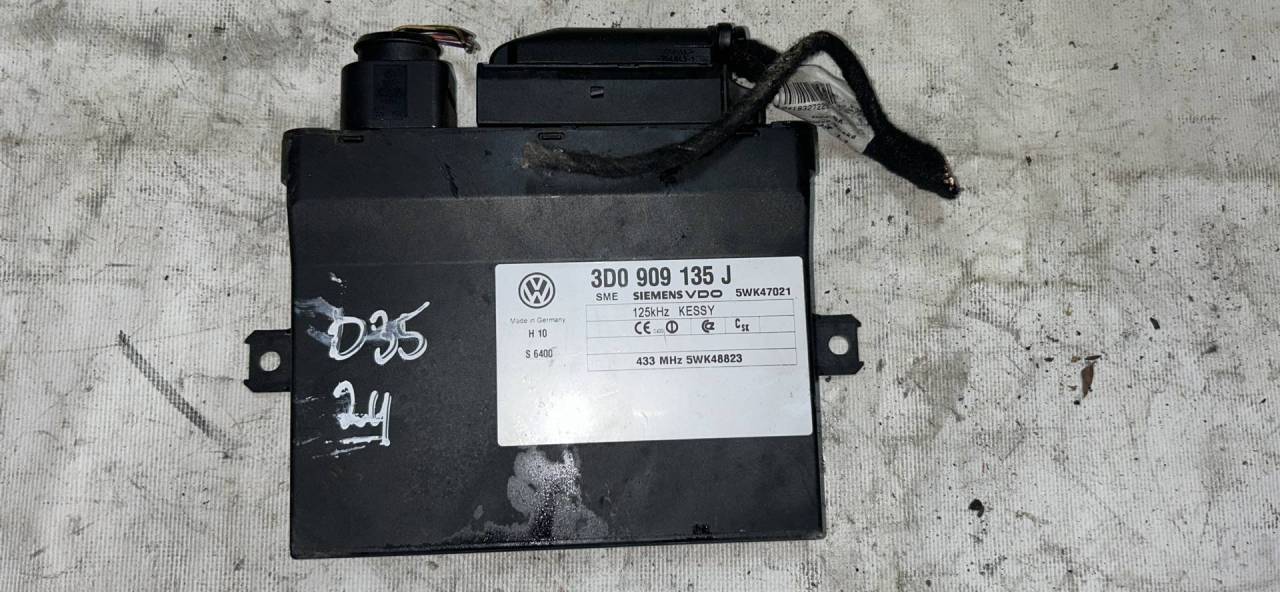 3D0 909 135 J
SME SIEMENS VDO 5WK47021
Made in Germany
125kHz KESSY
H 10
CE
S 6400
433 MHz 5WK48823
D35
24